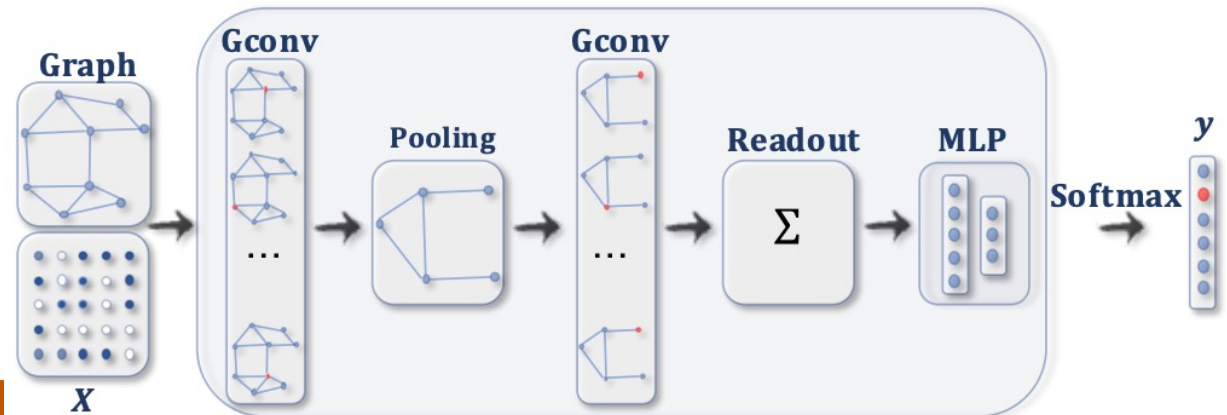 Graph
X
Gconv
...
Pooling
Gconv
...
Readout
Σ
MLP
Softmax
y